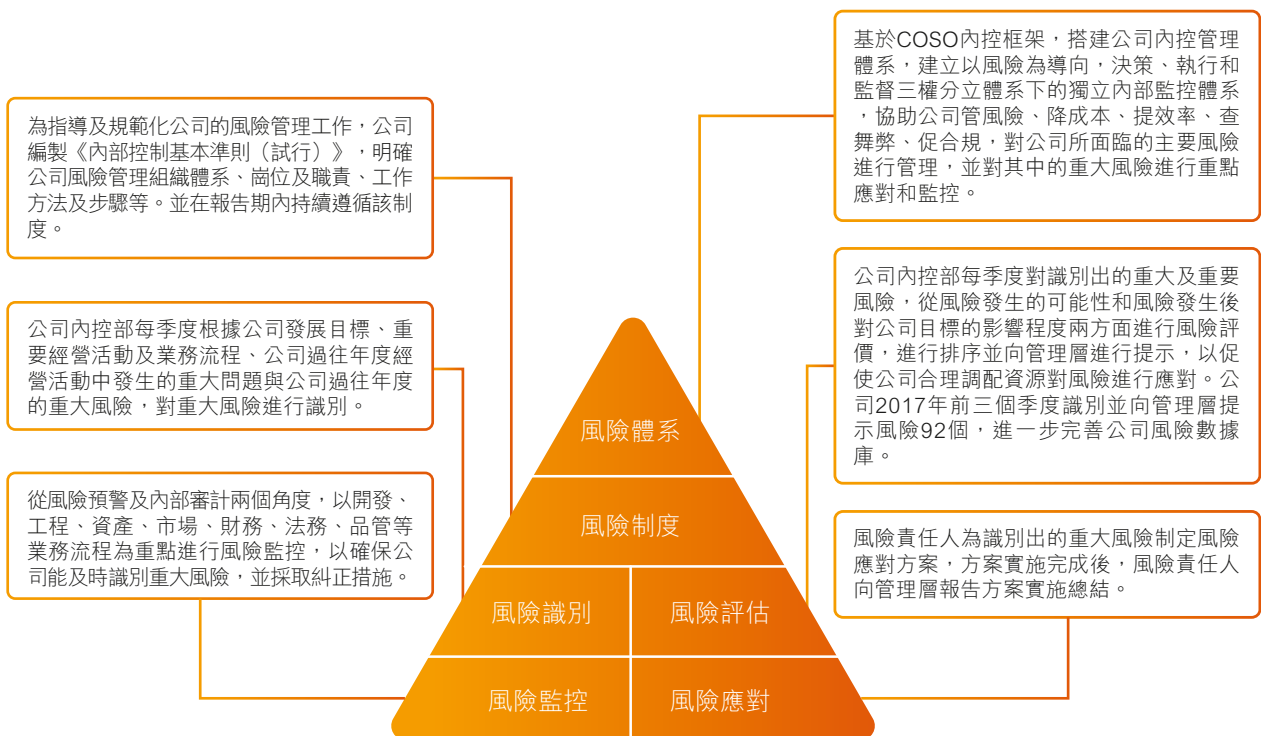 為指導及規範化公司的風險管理工作，公司
編製《內部控制基本準則（試行）》，明確
公司風險管理組織體系、崗位及職責、工作
方法及步驟等。並在報告期內持續遵循該制
度。
公司內控部每季度根據公司發展目標、重
要經營活動及業務流程、公司過往年度經
營活動中發生的重大問題與公司過往年度
的重大風險，對重大風險進行識別。
從風險預警及內部審計兩個角度，以開發、
工程、資產、市場、財務、法務、品管等
業務流程為重點進行風險監控，以確保公
司能及時識別重大風險，並採取糾正措施。
基於COSO內控框架，搭建公司內控管理
體系，建立以風險為導向，決策、執行和
監督三權分立體系下的獨立內部監控體系
，協助公司管風險、降成本、提效率、查
舞弊、促合規，對公司所面臨的主要風險
進行管理，並對其中的重大風險進行重點
應對和監控。
公司內控部每季度對識別出的重大及重要
風險，從風險發生的可能性和風險發生後
對公司目標的影響程度兩方面進行風險評
價，進行排序並向管理層進行提示，以促
使公司合理調配資源對風險進行應對。公
司2017年前三個季度識別並向管理層提
示風險92個，進一步完善公司風險數據
庫。
風險責任人為識別出的重大風險制定風險
應對方案，方案實施完成後，風險責任人
向管理層報告方案實施總結。
風險體系
風險制度
風險識別
風險評估
風險監控
風險應對